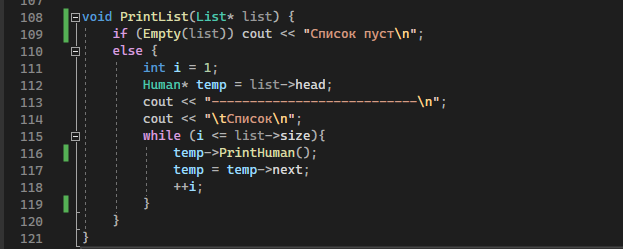 107
108 void PrintList(List* list) {
109 if (Empty(list)) cout << "Список пуст\n";
110 else {
111 int i = 1;
112 Human* temp = list->head;
113 cout << "---------------------------\n";
114 cout << "\tСписок\n";
115 while (i <= list->size){
116 temp->PrintHuman();
117 temp = temp->next;
118 ++i;
119 }
120 }
121 }